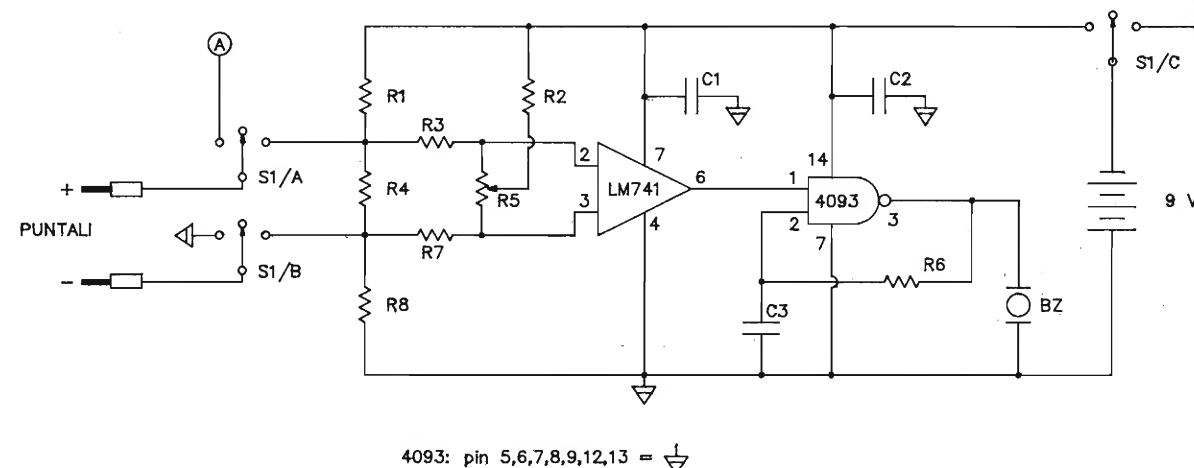 A
R1
R2
C1
C2
S1/C
R3
2
7
14
+
S1/A
R4
R5
LM741
6
1
4093
3
9 V
PUNTALI
3
4
2
7
R7
R6
–
S1/B
R8
C3
BZ
4093: pin 5,6,7,8,9,12,13 =